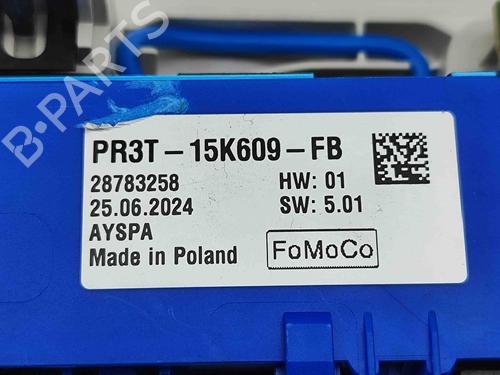 B-PARTS
PR3T-15K609-FB
28783258 HW: 01
25.06.2024 SW: 5.01
AYSPA
Made in Poland FoMoCo